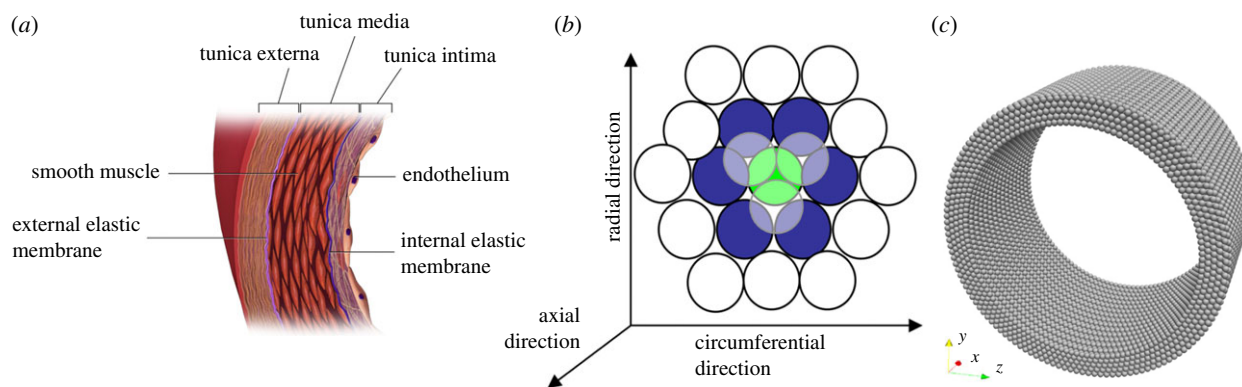 (a)
tunica media
tunica externa
tunica intima
smooth muscle
endothelium
external elastic
membrane
internal elastic
membrane
(b)
radial direction
axial
direction
circumferential
direction
(c)
y
x
z